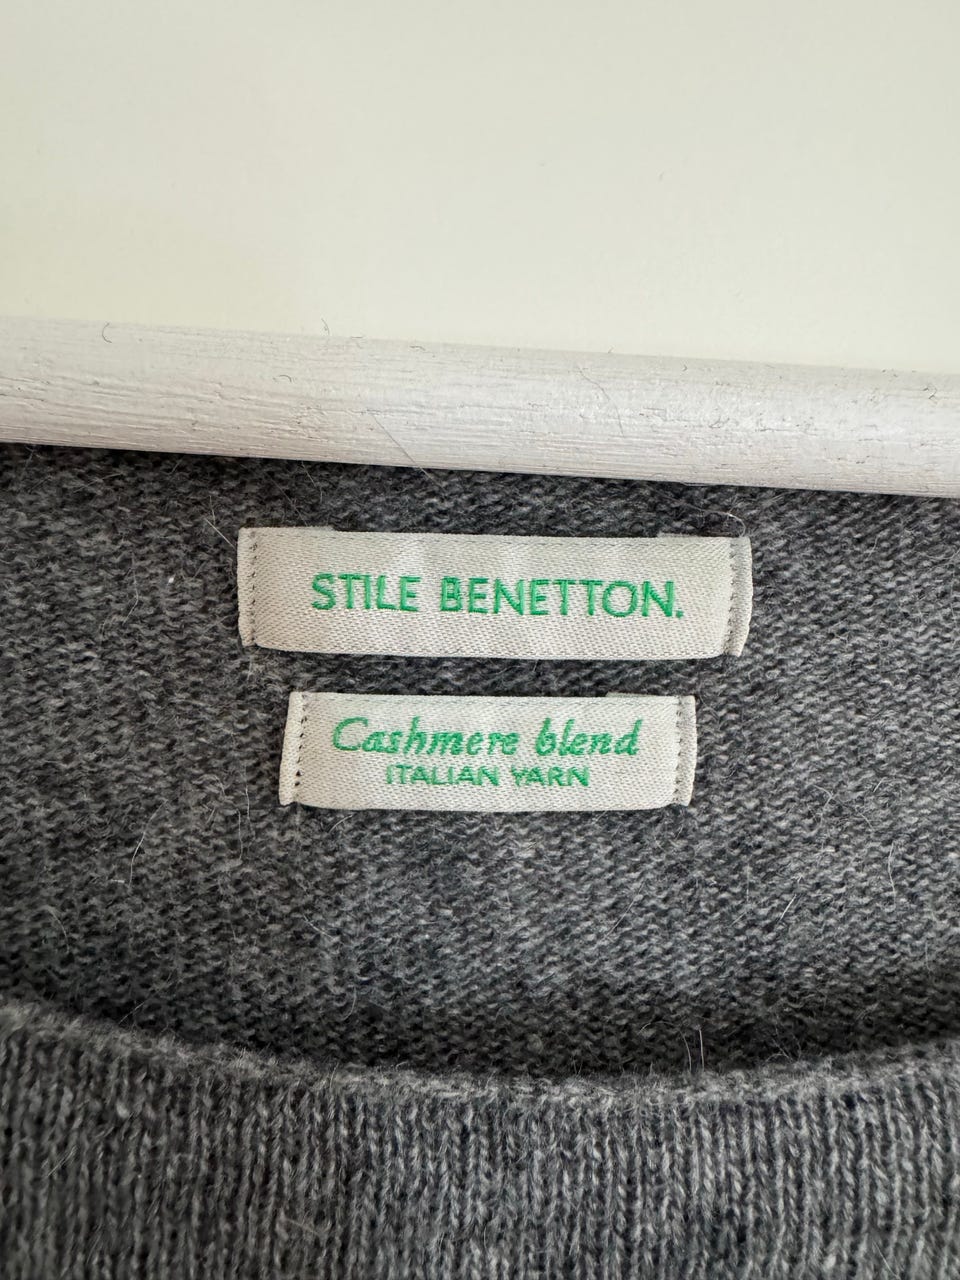 STILE BENETTON.
Cashmere blend
ITALIAN YARN